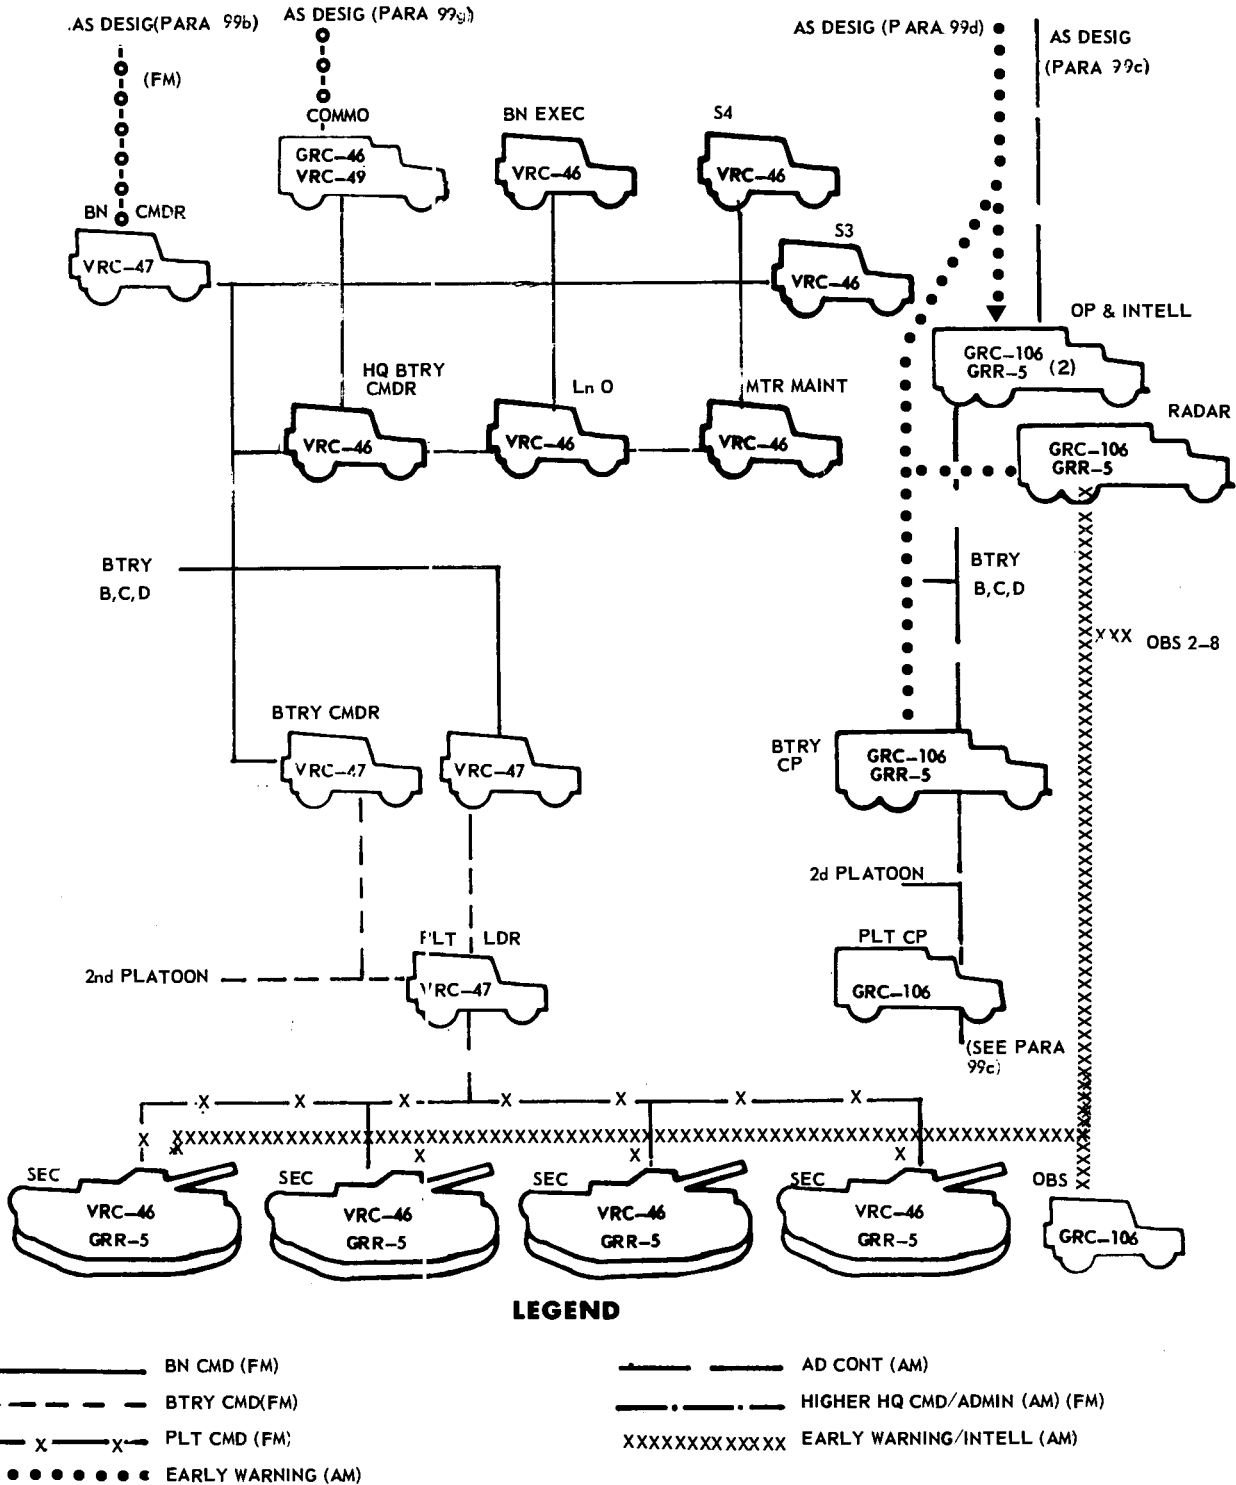 .AS DESIG(PARA 99b)
AS DESIG (PARA 99g)
AS DESIG (PARA 99d)
AS DESIG
(PARA 99c)
(FM)
COMMO
GRC-46
VRC-49
BN EXEC
VRC-46
S4
VRC-46
BN CMDR
VRC-47
S3
VRC-46
OP & INTELL
GRC-106
GRR-5 (2)
HQ BTRY
CMDR
VRC-46
Ln O
VRC-46
MTR MAINT
VRC-46
RADAR
GRC-106
GRR-5
BTRY
B,C,D
BTRY
B,C,D
XXX OBS 2-8
BTRY CMDR
VRC-47
VRC-47
BTRY
CP
GRC-106
GRR-5
2d PLATOON
PLT LDR
VRC-47
2nd PLATOON
PLT CP
GRC-106
(SEE PARA
99c)
SEC
VRC-46
GRR-5
SEC
VRC-46
GRR-5
SEC
VRC-46
GRR-5
SEC
VRC-46
GRR-5
OBS
GRC-106
LEGEND
BN CMD (FM)
BTRY CMD(FM)
PLT CMD (FM)
EARLY WARNING (AM)
AD CONT (AM)
HIGHER HQ CMD/ADMIN (AM) (FM)
XXXXXXXXXXXXX EARLY WARNING/INTELL (AM)